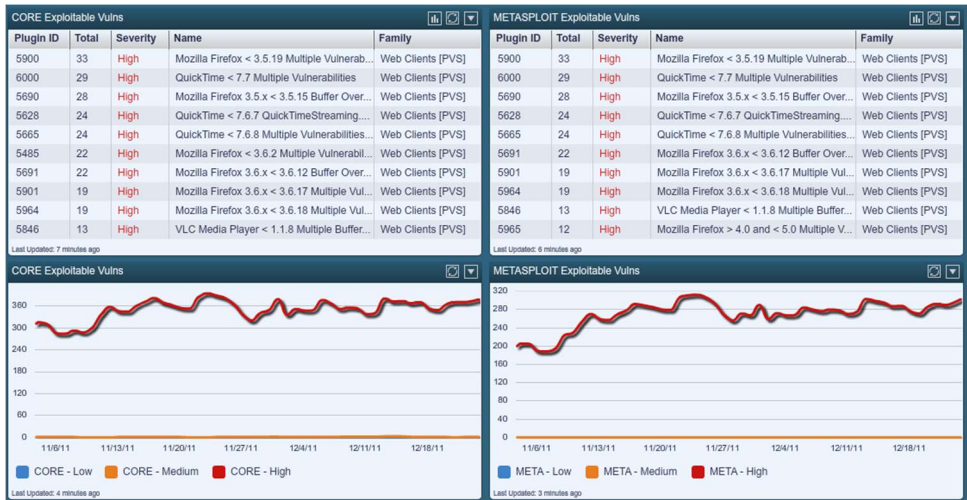 CORE Exploitable Vulns
Plugin ID Total Severity Name Family
5900 33 High Mozilla Firefox < 3.5.19 Multiple Vulnerab... Web Clients [PVS]
6000 29 High QuickTime < 7.7 Multiple Vulnerabilities Web Clients [PVS]
5690 28 High Mozilla Firefox 3.5.x < 3.5.15 Buffer Over... Web Clients [PVS]
5628 24 High QuickTime < 7.6.7 QuickTimeStreaming.... Web Clients [PVS]
5665 24 High QuickTime < 7.6.8 Multiple Vulnerabilities... Web Clients [PVS]
5485 22 High Mozilla Firefox < 3.6.2 Multiple Vulnerabil... Web Clients [PVS]
5691 22 High Mozilla Firefox 3.6.x < 3.6.12 Buffer Over... Web Clients [PVS]
5901 19 High Mozilla Firefox 3.6.x < 3.6.17 Multiple Vul... Web Clients [PVS]
5964 19 High Mozilla Firefox 3.6.x < 3.6.18 Multiple Vul... Web Clients [PVS]
5846 13 High VLC Media Player < 1.1.8 Multiple Buffer... Web Clients [PVS]
Last Updated: 7 minutes ago
METASPLOIT Exploitable Vulns
Plugin ID Total Severity Name Family
5900 33 High Mozilla Firefox < 3.5.19 Multiple Vulnerab... Web Clients [PVS]
6000 29 High QuickTime < 7.7 Multiple Vulnerabilities Web Clients [PVS]
5690 28 High Mozilla Firefox 3.5.x < 3.5.15 Buffer Over... Web Clients [PVS]
5628 24 High QuickTime < 7.6.7 QuickTimeStreaming.... Web Clients [PVS]
5665 24 High QuickTime < 7.6.8 Multiple Vulnerabilities... Web Clients [PVS]
5691 22 High Mozilla Firefox 3.6.x < 3.6.12 Buffer Over... Web Clients [PVS]
5901 19 High Mozilla Firefox 3.6.x < 3.6.17 Multiple Vul... Web Clients [PVS]
5964 19 High Mozilla Firefox 3.6.x < 3.6.18 Multiple Vul... Web Clients [PVS]
5846 13 High VLC Media Player < 1.1.8 Multiple Buffer... Web Clients [PVS]
5965 12 High Mozilla Firefox > 4.0 and < 5.0 Multiple V... Web Clients [PVS]
Last Updated: 6 minutes ago
CORE Exploitable Vulns
360
300
240
180
120
60
0
11/6/11 11/13/11 11/20/11 11/27/11 12/4/11 12/11/11 12/18/11
CORE - Low CORE - Medium CORE - High
Last Updated: 4 minutes ago
METASPLOIT Exploitable Vulns
320
280
240
200
160
120
80
40
0
11/6/11 11/13/11 11/20/11 11/27/11 12/4/11 12/11/11 12/18/11
META - Low META - Medium META - High
Last Updated: 3 minutes ago